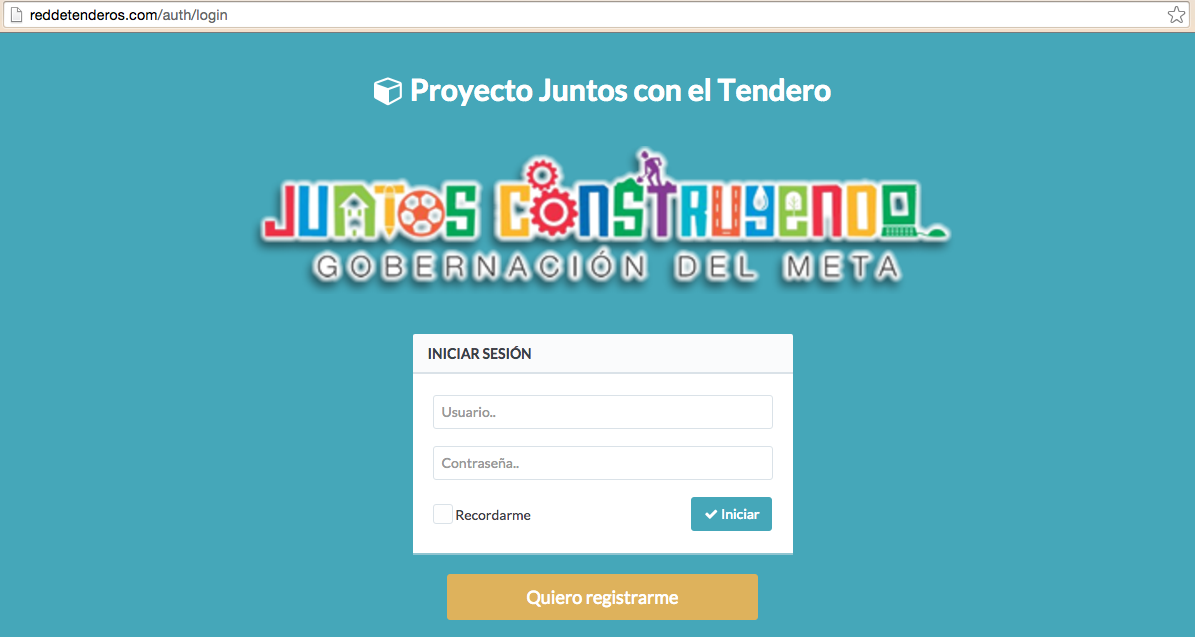 reddetenderos.com/auth/login
Proyecto Juntos con el Tendero
JUNTOS CONSTRUYENDO
GOBERNACIÓN DEL META
INICIAR SESIÓN
Usuario..
Contraseña..
Recordarme
Iniciar
Quiero registrarme